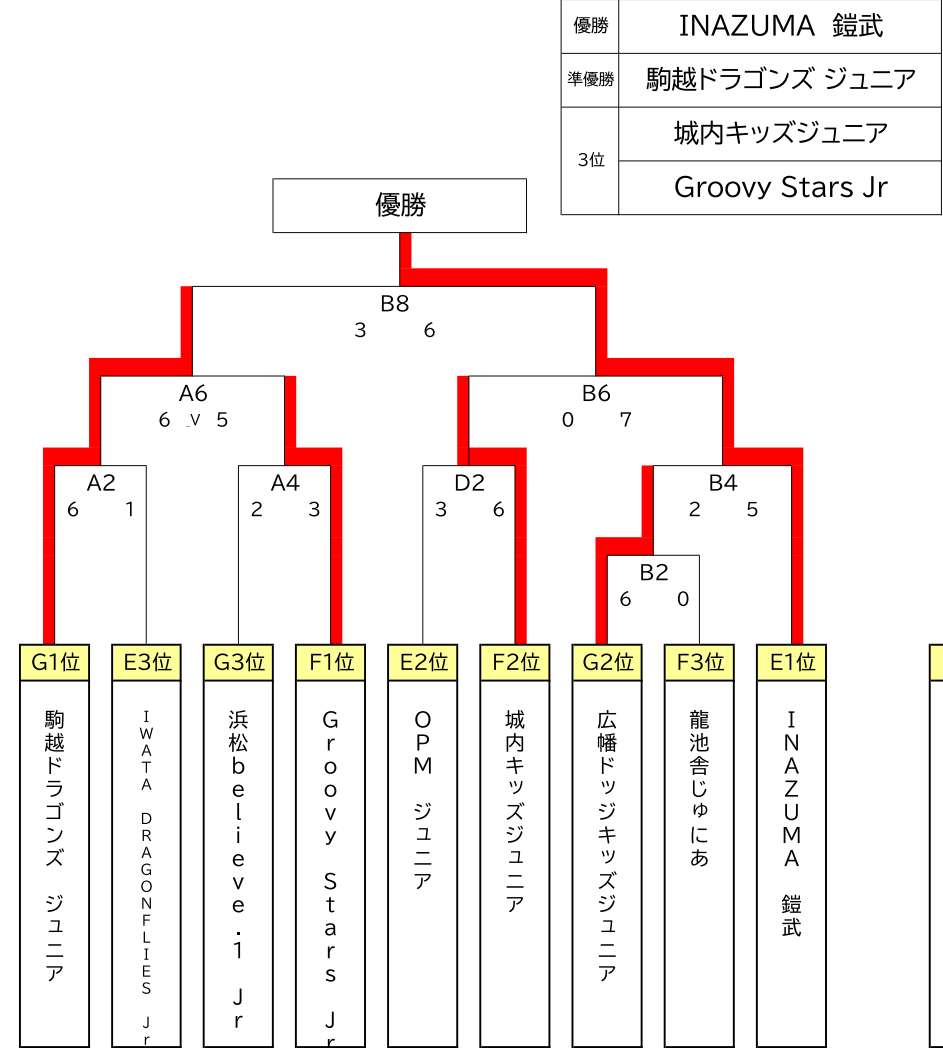 優勝 INAZUMA 鎧武
準優勝 駒越ドラゴンズ ジュニア
3位 城内キッズジュニア
Groovy Stars Jr
優勝
B8
3 6
A6 B6
6 _V 5 0 7
A2 A4 D2 B4
6 1 2 3 3 6 2 5
B2
6 0
G1位 E3位 G3位 F1位 E2位 F2位 G2位 F3位 E1位
駒越ドラゴンズ ジュニア
IWATA DRAGONFLIES Jr
浜松believe.1 Jr
Groovy Stars Jr
OPM ジュニア
城内キッズジュニア
広幡ドッジキッズジュニア
龍池舎じゅにあ
INAZUMA 鎧武